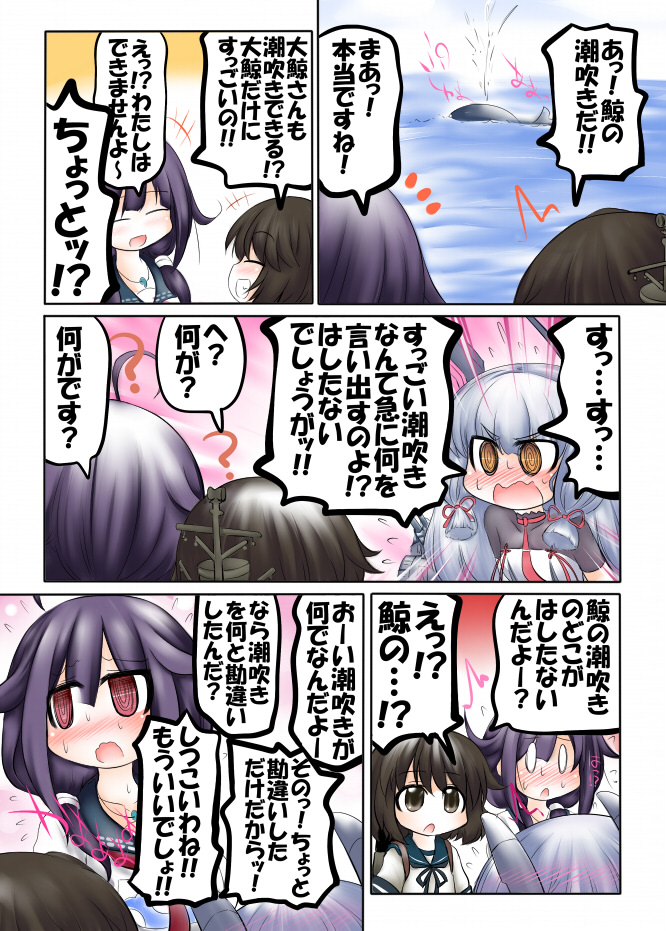 あっ！鯨の
潮吹きだ!!
まあっ！
本当ですね！
大鯨さんも
潮吹きできる!?
大鯨だけに
すっごいの!!
えっ!?わたしは
できませんよ〜
ちょっとッ!?
すっ…すっ…
すっごい潮吹き
なんて急に何を
言い出すのよ!?
はしたない
でしょうがッ!!
へ？
何が？
何がです？
鯨の潮吹き
のどこが
はしたない
んだよー？
えっ!?
鯨の…!?
はっ？
おーい潮吹きが
何でなんだよー
なら潮吹き
を何と勘違い
したんだ？
そのっ！ちょっと
勘違いした
だけだからッ！
しつこいわね!!
もういいでしょ!!